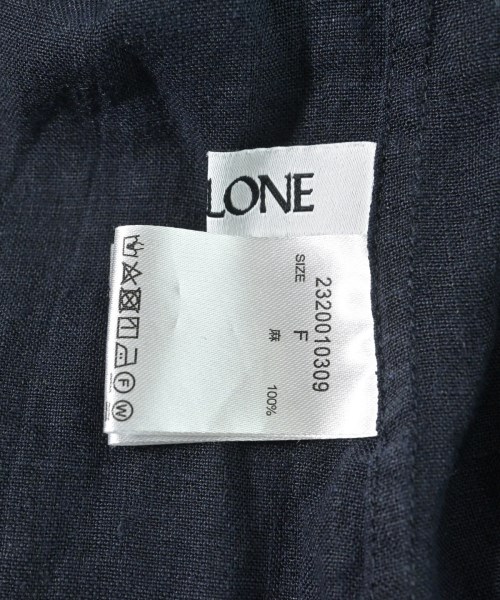 LONE
2320010309
SIZE F
麻 100%
F
W